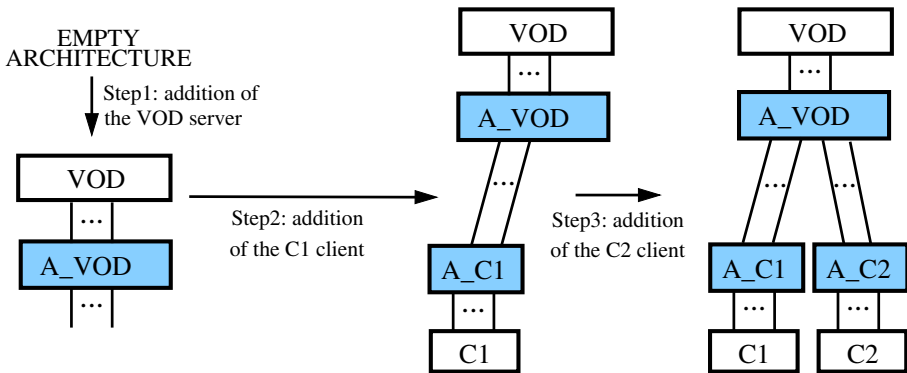 EMPTY
ARCHITECTURE
Step1: addition of
the VOD server
VOD
...
A_VOD
...
Step2: addition
of the C1 client
VOD
...
A_VOD
...
A_C1
...
C1
Step3: addition
of the C2 client
VOD
...
A_VOD
...
...
A_C1
A_C2
...
...
C1
C2